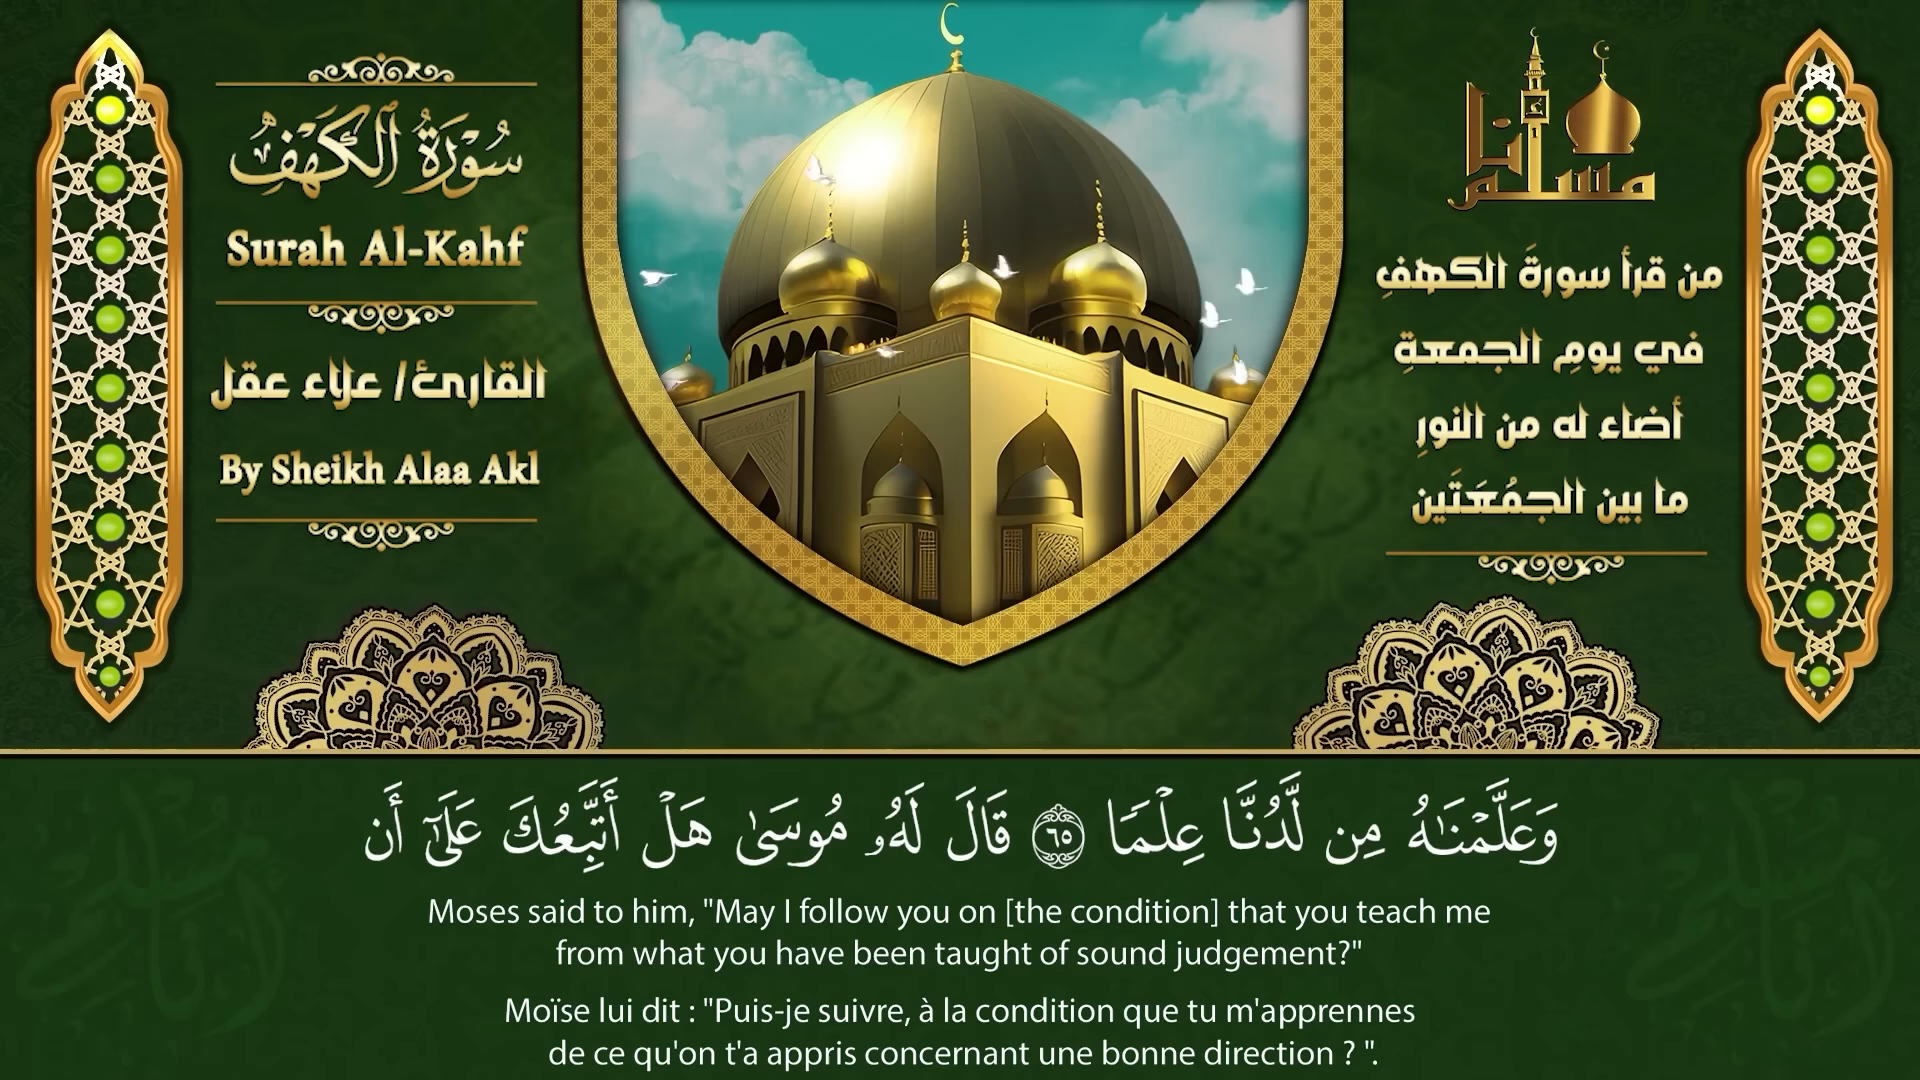 سُورَةُ الكَهْفِ
Surah Al-Kahf
القارئ / علاء عقل
By Sheikh Alaa Akl
أنا مسلم
من قرأ سورةَ الكهفِ
في يومِ الجمعةِ
أضاء له من النورِ
ما بين الجمُعَتَين
وَعَلَّمۡنَٰهُ مِن لَّدُنَّا عِلۡمٗا ٦٥ قَالَ لَهُۥ مُوسَىٰ هَلۡ أَتَّبِعُكَ عَلَىٰٓ أَن
Moses said to him, "May I follow you on [the condition] that you teach me
from what you have been taught of sound judgement?"
Moïse lui dit : "Puis-je suivre, à la condition que tu m'apprennes
de ce qu'on t'a appris concernant une bonne direction ? ".